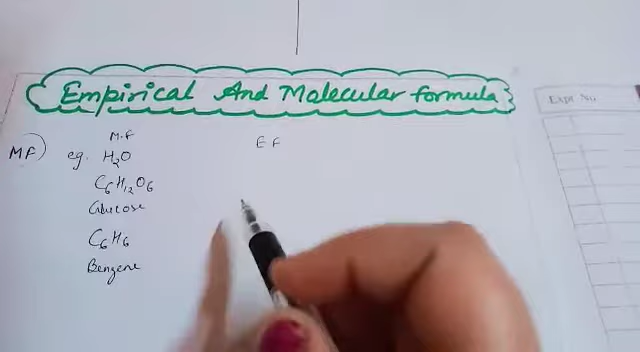 Empirical And Molecular formula
Expt. No.
M.F E F
MF) eg. H₂O
C₆H₁₂O₆
Glucose
C₆H₆
Benzene